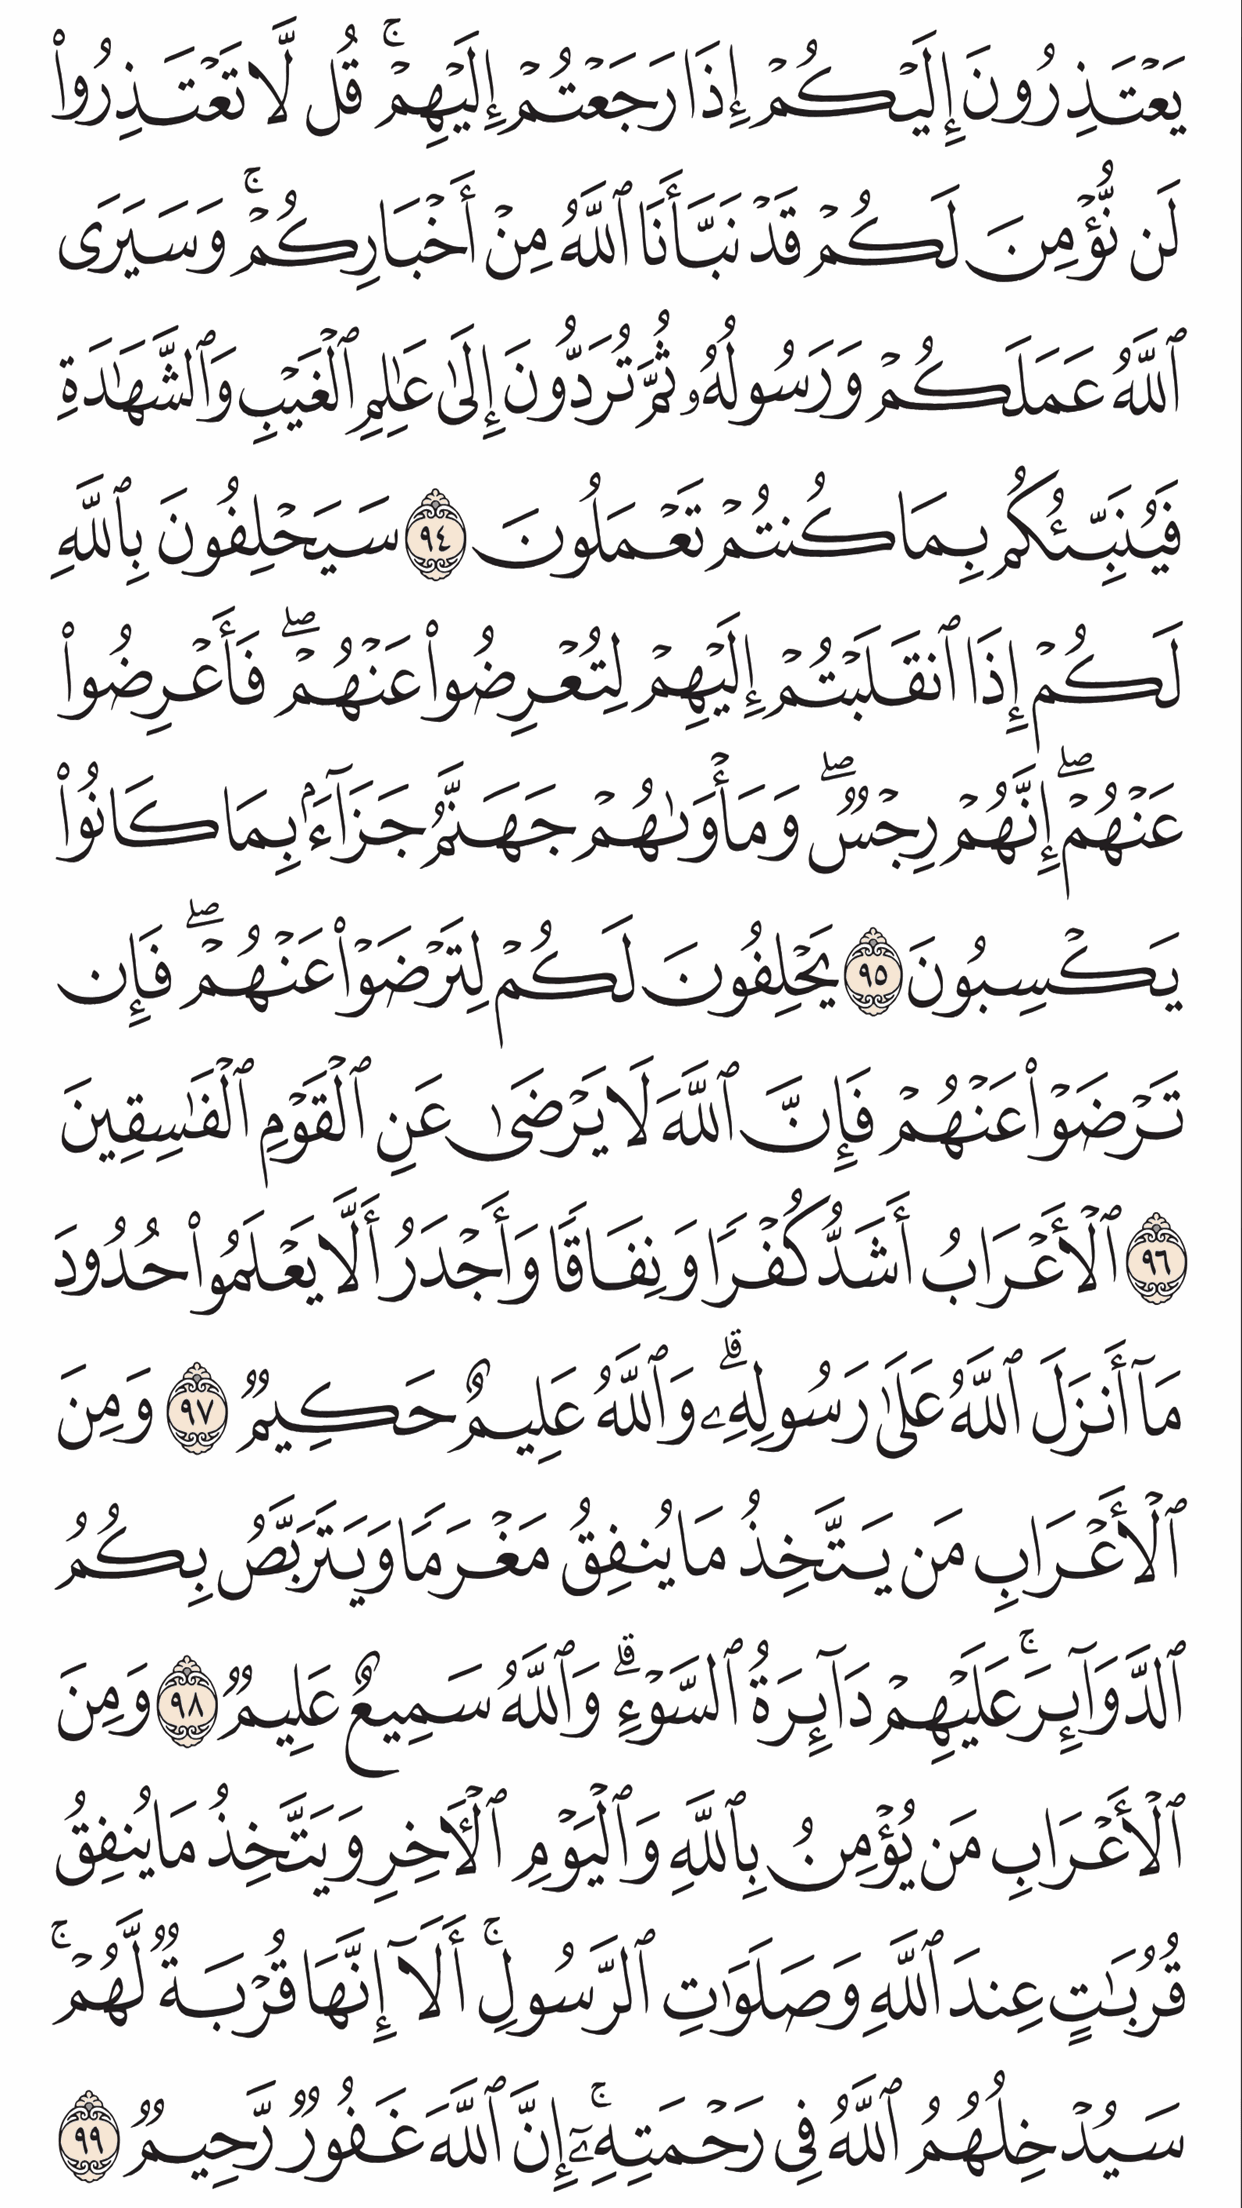 يَعْتَذِرُونَ إِلَيْكُمْ إِذَا رَجَعْتُمْ إِلَيْهِمْ ۚ قُل لَّا تَعْتَذِرُوا۟
لَن نُّؤْمِنَ لَكُمْ قَدْ نَبَّأَنَا ٱللَّهُ مِنْ أَخْبَارِكُمْ ۚ وَسَيَرَى
ٱللَّهُ عَمَلَكُمْ وَرَسُولُهُۥ ثُمَّ تُرَدُّونَ إِلَىٰ عَـٰلِمِ ٱلْغَيْبِ وَٱلشَّهَـٰدَةِ
فَيُنَبِّئُكُم بِمَا كُنتُمْ تَعْمَلُونَ ٩٤ سَيَحْلِفُونَ بِٱللَّهِ
لَكُمْ إِذَا ٱنقَلَبْتُمْ إِلَيْهِمْ لِتُعْرِضُوا۟ عَنْهُمْ ۖ فَأَعْرِضُوا۟
عَنْهُمْ ۖ إِنَّهُمْ رِجْسٌ ۖ وَمَأْوَىٰهُمْ جَهَنَّمُ جَزَآءًۢ بِمَا كَانُوا۟
يَكْسِبُونَ ٩٥ يَحْلِفُونَ لَكُمْ لِتَرْضَوْا۟ عَنْهُمْ ۖ فَإِن
تَرْضَوْا۟ عَنْهُمْ فَإِنَّ ٱللَّهَ لَا يَرْضَىٰ عَنِ ٱلْقَوْمِ ٱلْفَـٰسِقِينَ
٩٦ ٱلْأَعْرَابُ أَشَدُّ كُفْرًا وَنِفَاقًا وَأَجْدَرُ أَلَّا يَعْلَمُوا۟ حُدُودَ
مَآ أَنزَلَ ٱللَّهُ عَلَىٰ رَسُولِهِۦ ۗ وَٱللَّهُ عَلِيمٌ حَكِيمٌ ٩٧ وَمِنَ
ٱلْأَعْرَابِ مَن يَتَّخِذُ مَا يُنفِقُ مَغْرَمًا وَيَتَرَبَّصُ بِكُمُ
ٱلدَّوَآئِرَ ۚ عَلَيْهِمْ دَآئِرَةُ ٱلسَّوْءِ ۗ وَٱللَّهُ سَمِيعٌ عَلِيمٌ ٩٨ وَمِنَ
ٱلْأَعْرَابِ مَن يُؤْمِنُ بِٱللَّهِ وَٱلْيَوْمِ ٱلْـَٔاخِرِ وَيَتَّخِذُ مَا يُنفِقُ
قُرُبَـٰتٍ عِندَ ٱللَّهِ وَصَلَوَٰتِ ٱلرَّسُولِ ۚ أَلَآ إِنَّهَا قُرْبَةٌ لَّهُمْ ۚ
سَيُدْخِلُهُمُ ٱللَّهُ فِى رَحْمَتِهِۦٓ ۚ إِنَّ ٱللَّهَ غَفُورٌ رَّحِيمٌ ٩٩